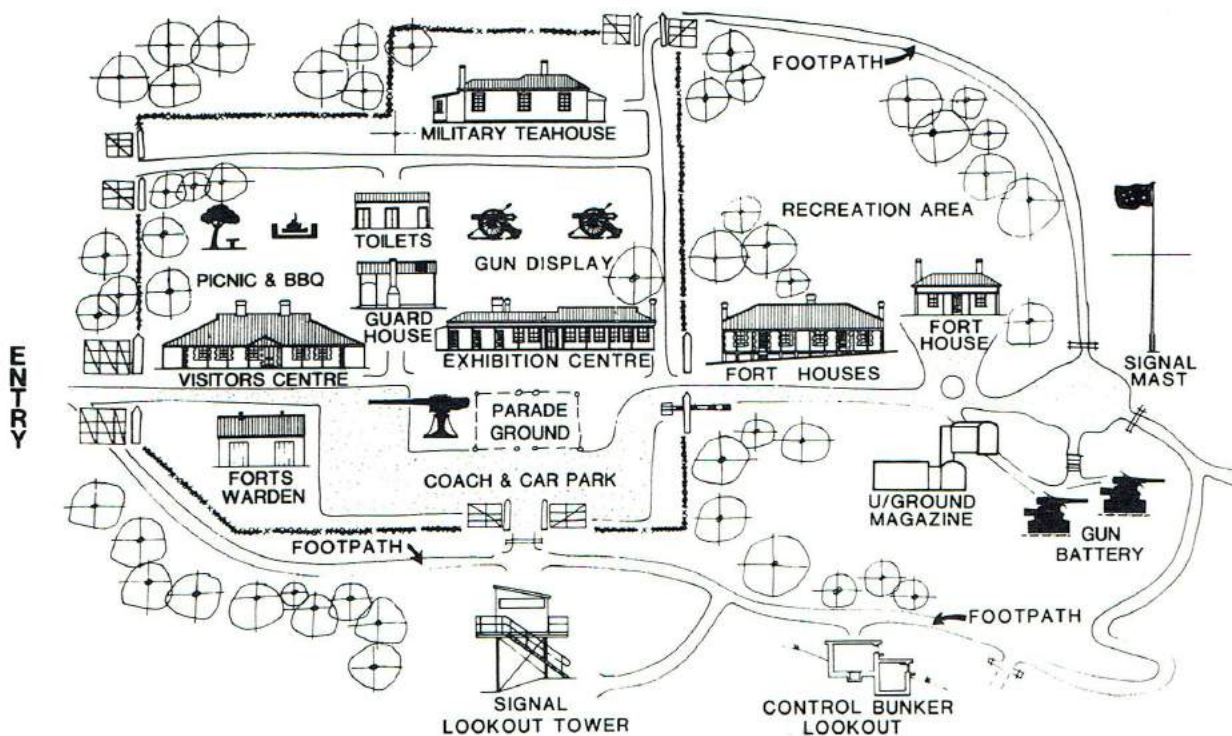 FOOTPATH
MILITARY TEAHOUSE
RECREATION AREA
TOILETS
GUN DISPLAY
PICNIC & BBQ
GUARD
HOUSE
EXHIBITION CENTRE
FORT
HOUSE
VISITORS CENTRE
FORT HOUSES
SIGNAL
MAST
ENTRY
PARADE
GROUND
FORTS
WARDEN
COACH & CAR PARK
U/GROUND
MAGAZINE
GUN
BATTERY
FOOTPATH
FOOTPATH
SIGNAL
LOOKOUT TOWER
CONTROL BUNKER
LOOKOUT